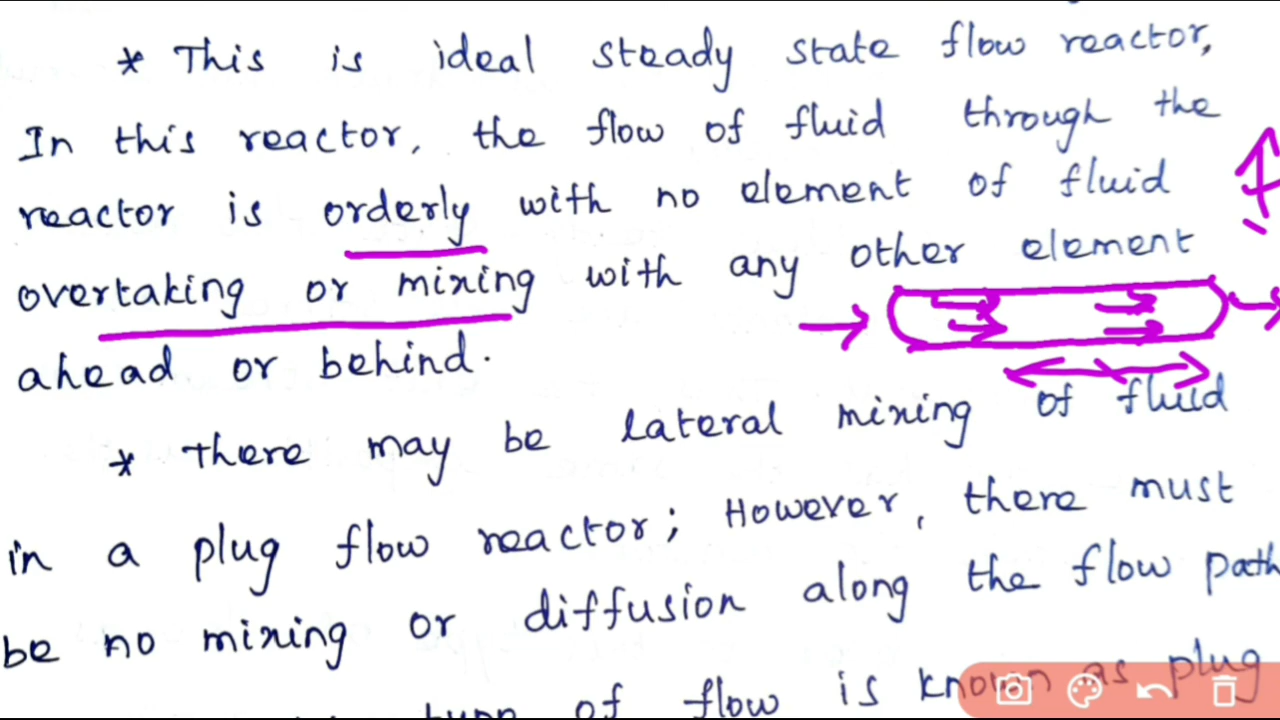 * This is ideal steady state flow reactor,
In this reactor, the flow of fluid through the
reactor is orderly with no element of fluid
overtaking or mixing with any other element
ahead or behind.
* There may be lateral mixing of fluid
in a plug flow reactor; However, there must
be no mixing or diffusion along the flow path
of flow is known as plug